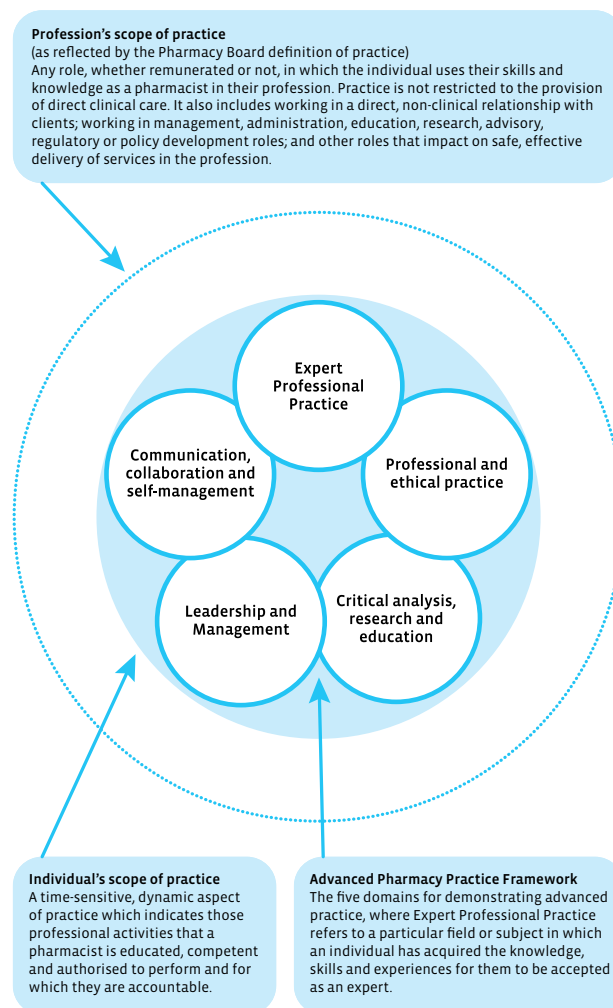 Profession's scope of practice
(as reflected by the Pharmacy Board definition of practice)
Any role, whether remunerated or not, in which the individual uses their skills and
knowledge as a pharmacist in their profession. Practice is not restricted to the provision
of direct clinical care. It also includes working in a direct, non-clinical relationship with
clients; working in management, administration, education, research, advisory,
regulatory or policy development roles; and other roles that impact on safe, effective
delivery of services in the profession.
Expert
Professional
Practice
Communication,
collaboration and
self-management
Professional and
ethical practice
Leadership and
Management
Critical analysis,
research and
education
Individual's scope of practice
A time-sensitive, dynamic aspect
of practice which indicates those
professional activities that a
pharmacist is educated, competent
and authorised to perform and for
which they are accountable.
Advanced Pharmacy Practice Framework
The five domains for demonstrating advanced
practice, where Expert Professional Practice
refers to a particular field or subject in which
an individual has acquired the knowledge,
skills and experiences for them to be accepted
as an expert.